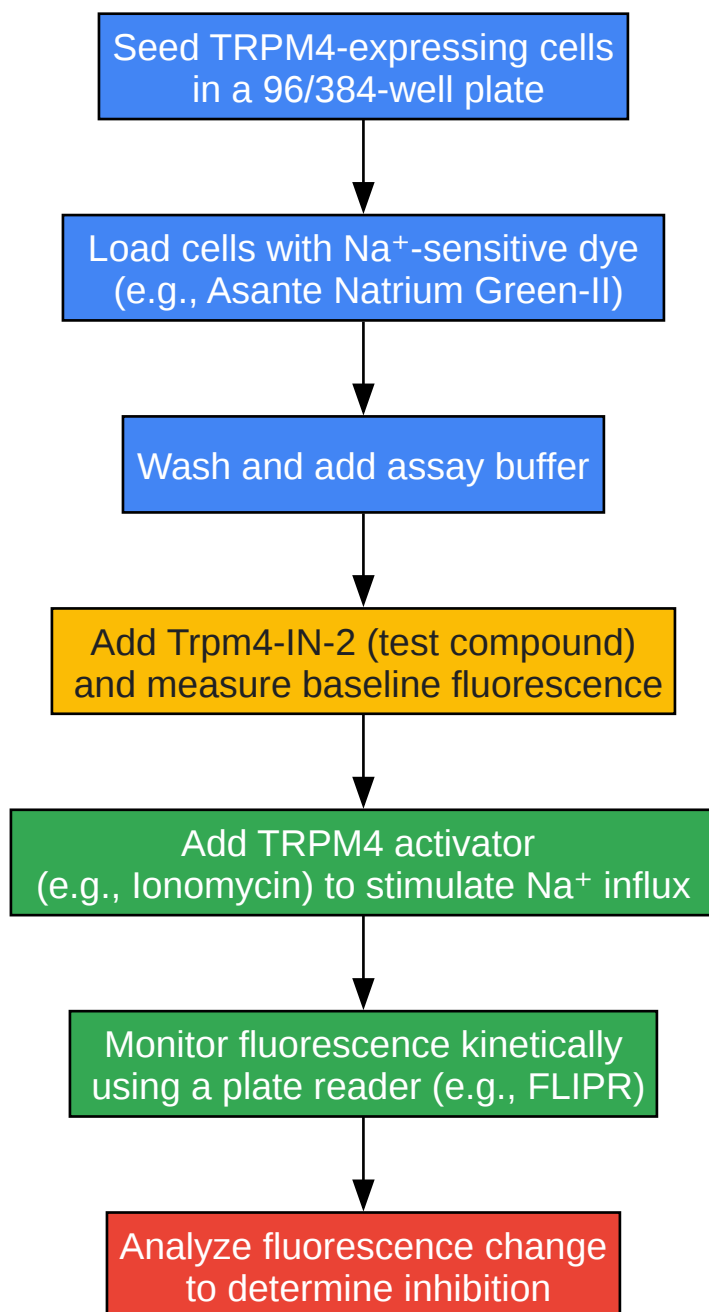 Seed TRPM4-expressing cells
in a 96/384-well plate
Load cells with Na⁺-sensitive dye
(e.g., Asante Natrium Green-II)
Wash and add assay buffer
Add Trpm4-IN-2 (test compound)
and measure baseline fluorescence
Add TRPM4 activator
(e.g., Ionomycin) to stimulate Na⁺ influx
Monitor fluorescence kinetically
using a plate reader (e.g., FLIPR)
Analyze fluorescence change
to determine inhibition